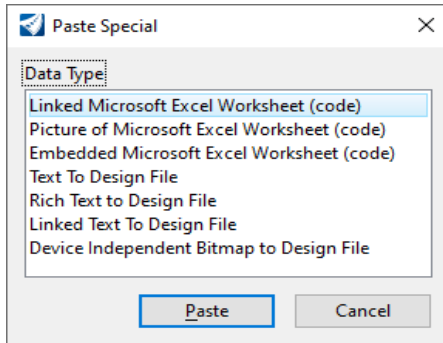 Paste Special
Data Type
Linked Microsoft Excel Worksheet (code)
Picture of Microsoft Excel Worksheet (code)
Embedded Microsoft Excel Worksheet (code)
Text To Design File
Rich Text to Design File
Linked Text To Design File
Device Independent Bitmap to Design File
Paste Cancel